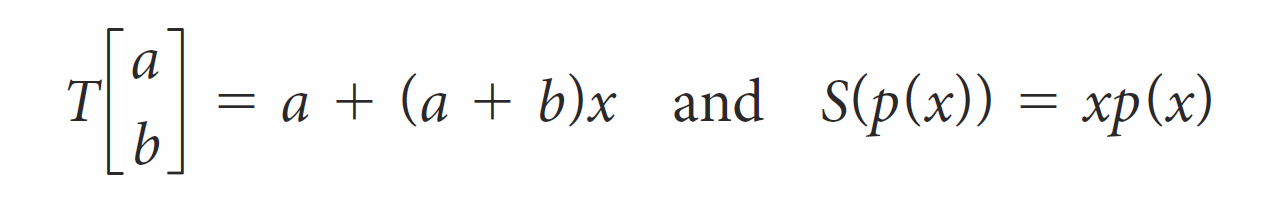 T[a b] = a + (a + b)x and S(p(x)) = xp(x)